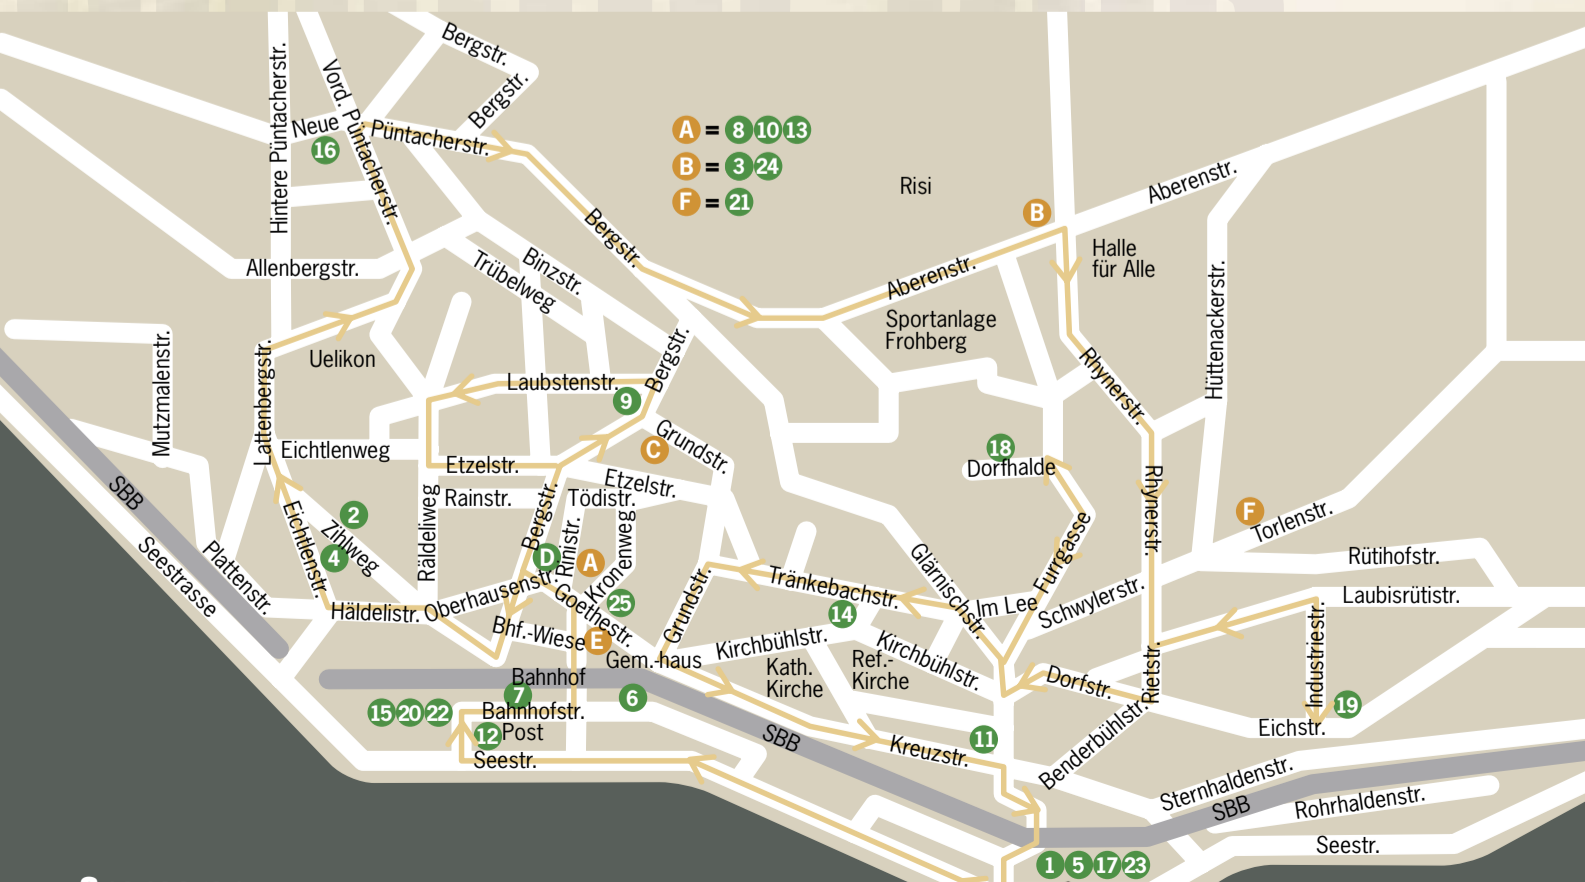 Bergstr.
Bergstr.
Hintere Püntacherstr.
Vord. Püntacherstr.
Neue Püntacherstr.
16
A = 8 10 13
B = 3 24
F = 21
Risi
B
Aberenstr.
Bergstr.
Halle
für Alle
Allenbergstr.
Trübelweg
Binzstr.
Aberenstr.
Hüttenackerstr.
Sportanlage
Frohberg
Mutzmalenstr.
Lattenbergstr.
Uelikon
Bergstr.
Rhynerstr.
Laubstenstr.
9
Eichtlenweg
C
Grundstr.
18
Dorfhalde
Etzelstr.
Etzelstr.
Rainstr.
Tödistr.
Rhynerstr.
F
Torlenstr.
SBB
Eichtlenstr.
2
Zihlweg
4
Räldeliweg
Bergstr.
D
Rinistr.
A
Kronenweg
25
Glärnischstr.
Furrgasse
Rütihofstr.
Seestrasse
Plattenstr.
Häldelistr.
Oberhausenstr.
Goethestr.
Grundstr.
Tränkebachstr.
14
Im Lee
Schwylerstr.
Laubisrütistr.
Bhf.-Wiese
E
Gem.-haus
Kirchbühlstr.
Kirchbühlstr.
Kath.
Kirche
Ref.-
Kirche
Dorfstr.
Rietstr.
Industriestr.
19
Eichstr.
Bahnhof
7
6
15 20 22
Bahnhofstr.
12
Post
Seestr.
SBB
Kreuzstr.
11
Benderbühlstr.
Sternhaldenstr.
SBB
Rohrhaldenstr.
Seestr.
1 5 17 23